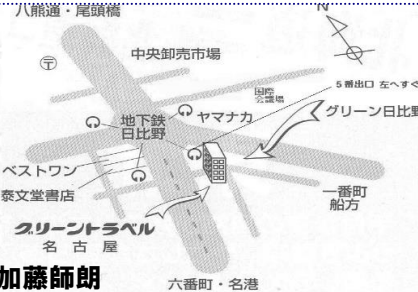 八熊通・尾頭橋
N
中央卸売市場
〒
5番出口 左へすぐ
国際
会議場
ヤマナカ
グリーン日比野
地下鉄
日比野
ベストワン
泰文堂書店
一番町
船方
グリーントラベル
名古屋
加藤師朗
六番町・名港